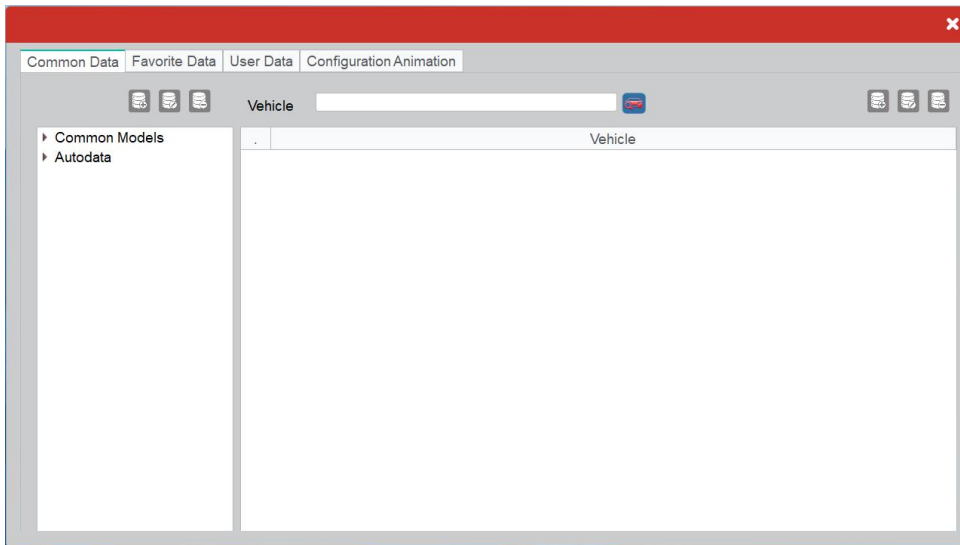 Common Data Favorite Data User Data Configuration Animation
Vehicle
Common Models
Autodata
. Vehicle